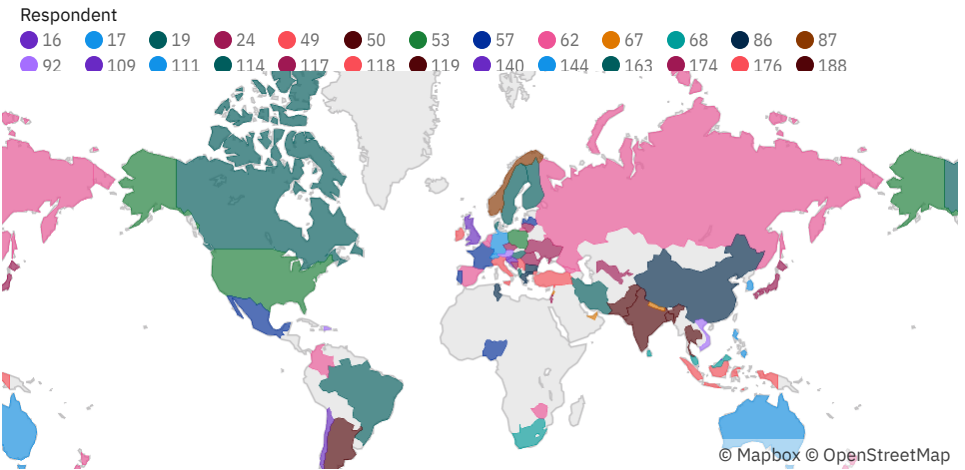 Respondent
16 17 19 24 49 50 53 57 62 67 68 86 87
92 109 111 114 117 118 119 140 144 163 174 176 188
© Mapbox © OpenStreetMap